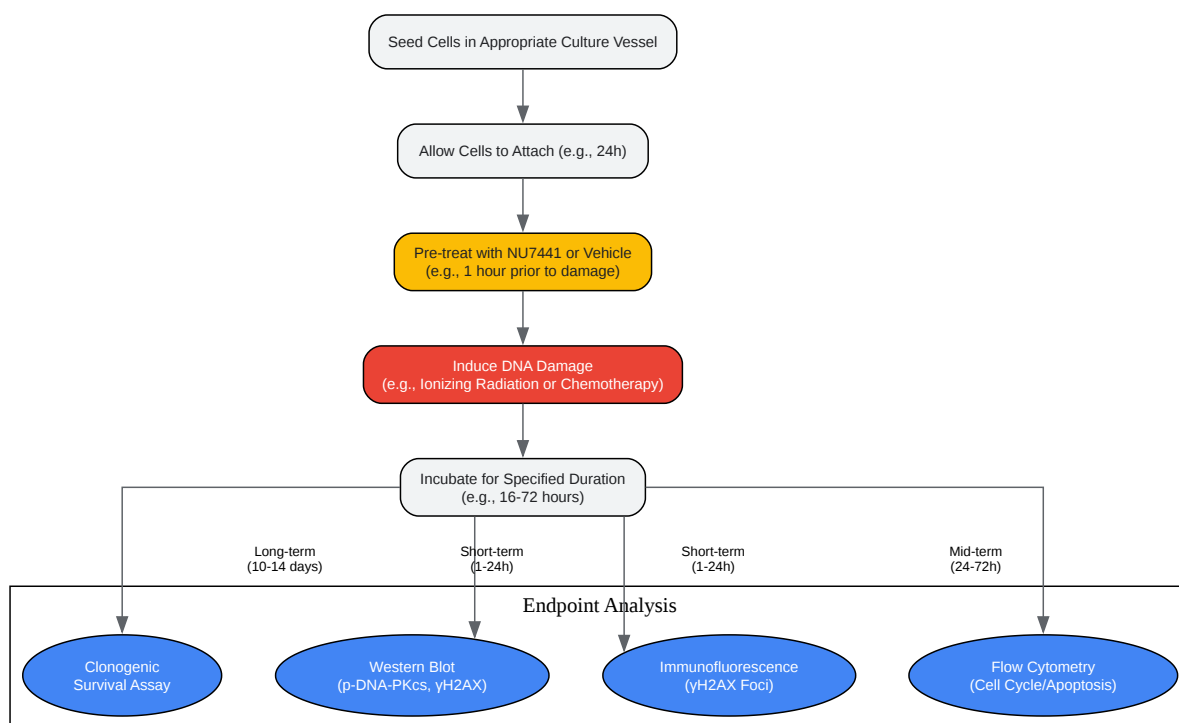 Seed Cells in Appropriate Culture Vessel
Allow Cells to Attach (e.g., 24h)
Pre-treat with NU7441 or Vehicle
(e.g., 1 hour prior to damage)
Induce DNA Damage
(e.g., Ionizing Radiation or Chemotherapy)
Incubate for Specified Duration
(e.g., 16-72 hours)
Long-term
(10-14 days)
Short-term
(1-24h)
Short-term
(1-24h)
Mid-term
(24-72h)
Endpoint Analysis
Clonogenic
Survival Assay
Western Blot
(p-DNA-PKcs, γH2AX)
Immunofluorescence
(γH2AX Foci)
Flow Cytometry
(Cell Cycle/Apoptosis)